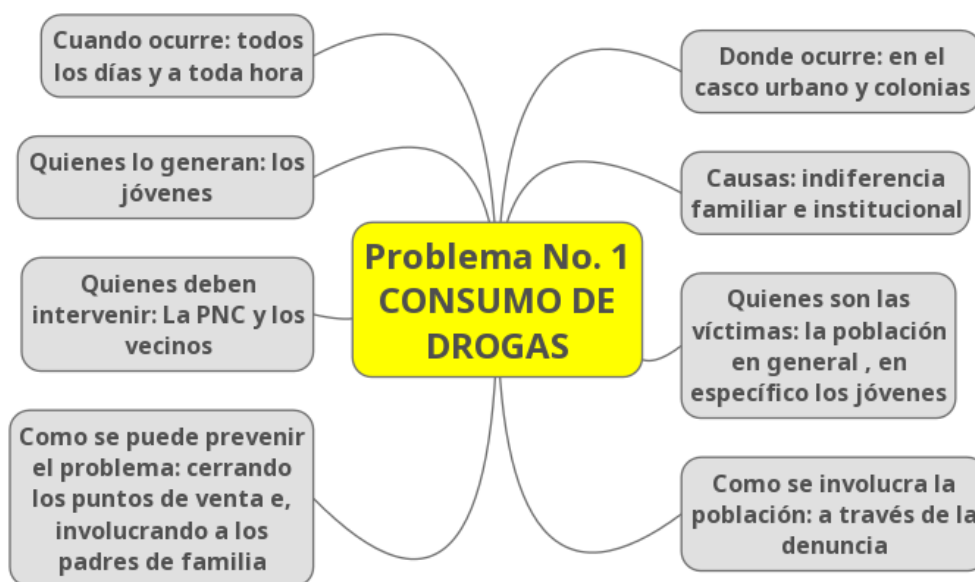 Cuando ocurre: todos
los días y a toda hora
Quienes lo generan: los
jóvenes
Quienes deben
intervenir: La PNC y los
vecinos
Como se puede prevenir
el problema: cerrando
los puntos de venta e,
involucrando a los
padres de familia
Problema No. 1
CONSUMO DE
DROGAS
Donde ocurre: en el
casco urbano y colonias
Causas: indiferencia
familiar e institucional
Quienes son las
víctimas: la población
en general , en
específico los jóvenes
Como se involucra la
población: a través de la
denuncia